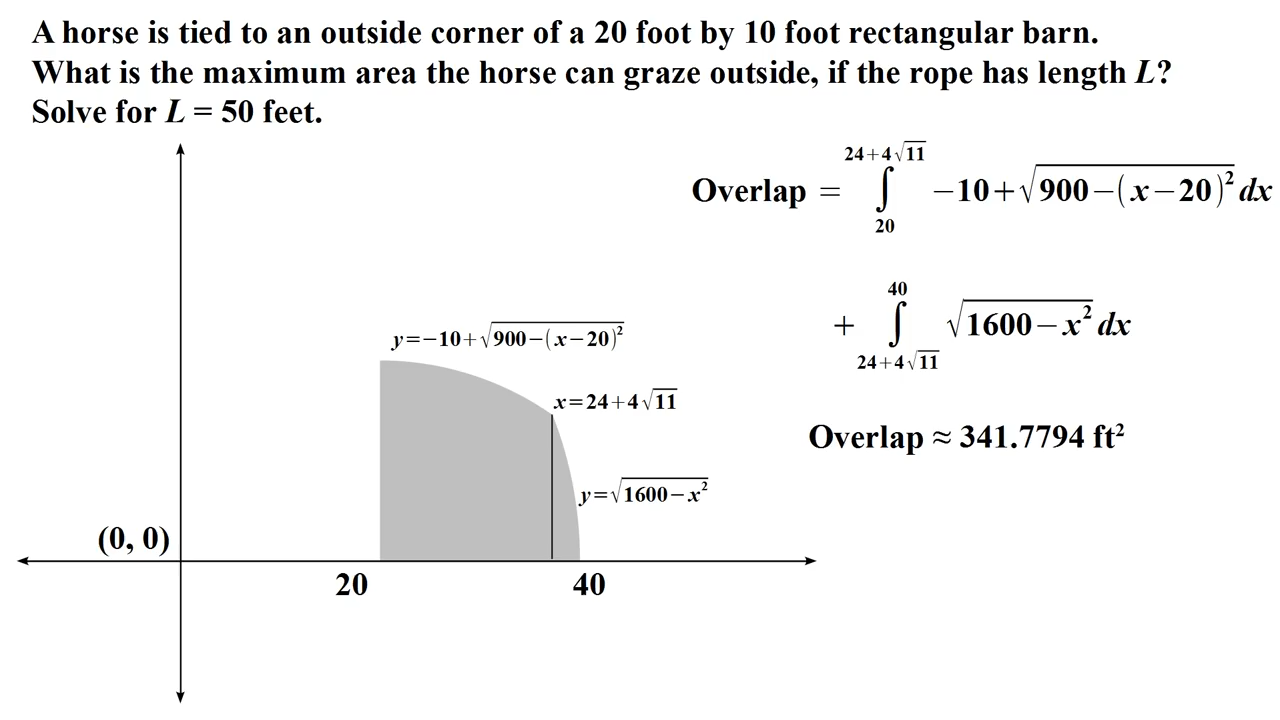 A horse is tied to an outside corner of a 20 foot by 10 foot rectangular barn.
What is the maximum area the horse can graze outside, if the rope has length L?
Solve for L = 50 feet.
Overlap = ∫₂₀^(24+4√11) −10+√(900−(x−20)²) dx
+ ∫_(24+4√11)^40 √(1600−x²) dx
Overlap ≈ 341.7794 ft²
y=−10+√(900−(x−20)²)
x=24+4√11
y=√(1600−x²)
(0, 0)
20
40